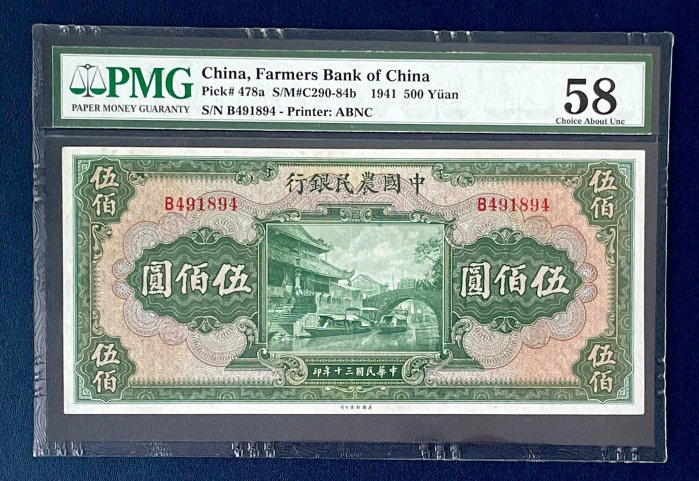 PMG
PAPER MONEY GUARANTY
China, Farmers Bank of China
Pick# 478a S/M#C290-84b 1941 500 Yüan
S/N B491894 - Printer: ABNC
58
Choice About Unc
中國農民銀行
伍佰
伍佰
B491894
B491894
伍佰圓
伍佰圓
伍佰
伍佰
中華民國三十年印